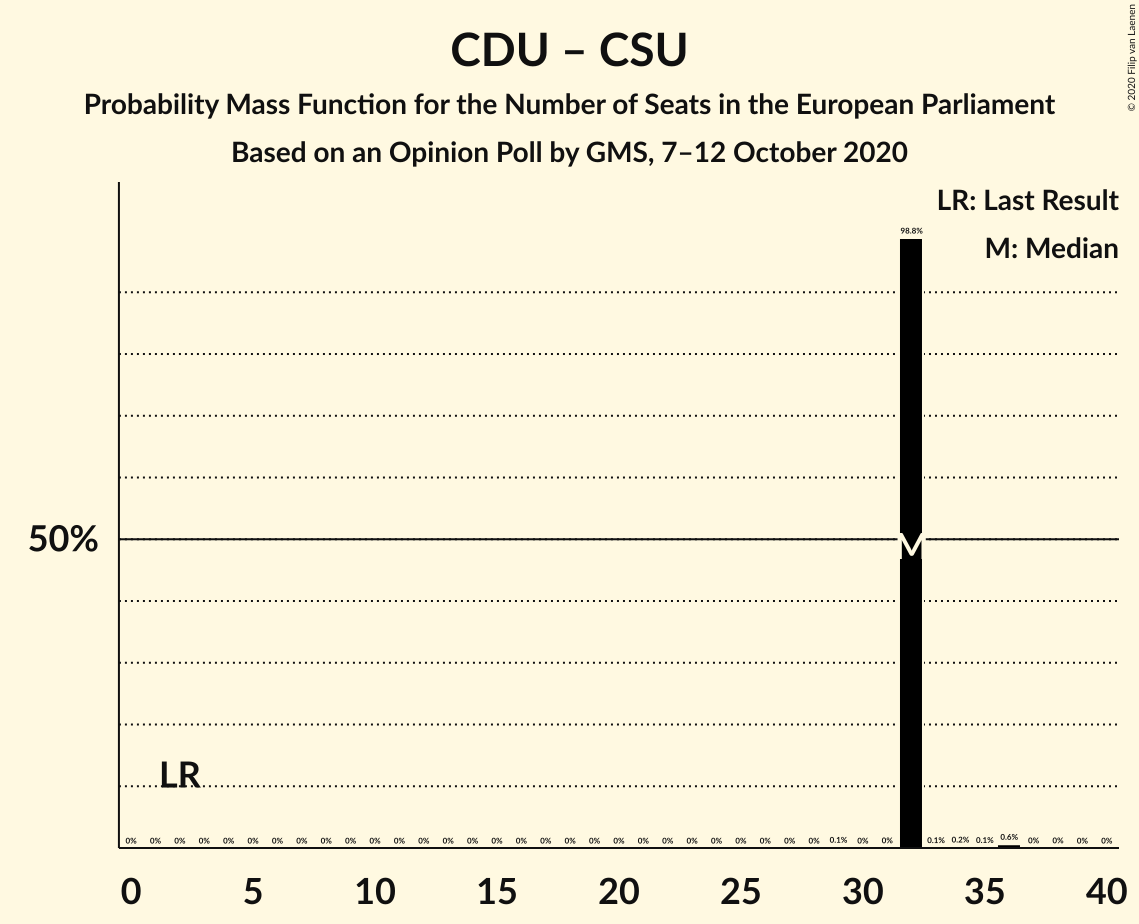 CDU – CSU
Probability Mass Function for the Number of Seats in the European Parliament
Based on an Opinion Poll by GMS, 7–12 October 2020
© 2020 Filip van Laenen
LR: Last Result
M: Median
98.8%
50%
M
LR
0% 0% 0% 0% 0% 0% 0% 0% 0% 0% 0% 0% 0% 0% 0% 0% 0% 0% 0% 0% 0% 0% 0% 0% 0% 0% 0% 0% 0% 0.1% 0% 0% 0.1% 0.2% 0.1% 0.6% 0% 0% 0% 0%
0 5 10 15 20 25 30 35 40